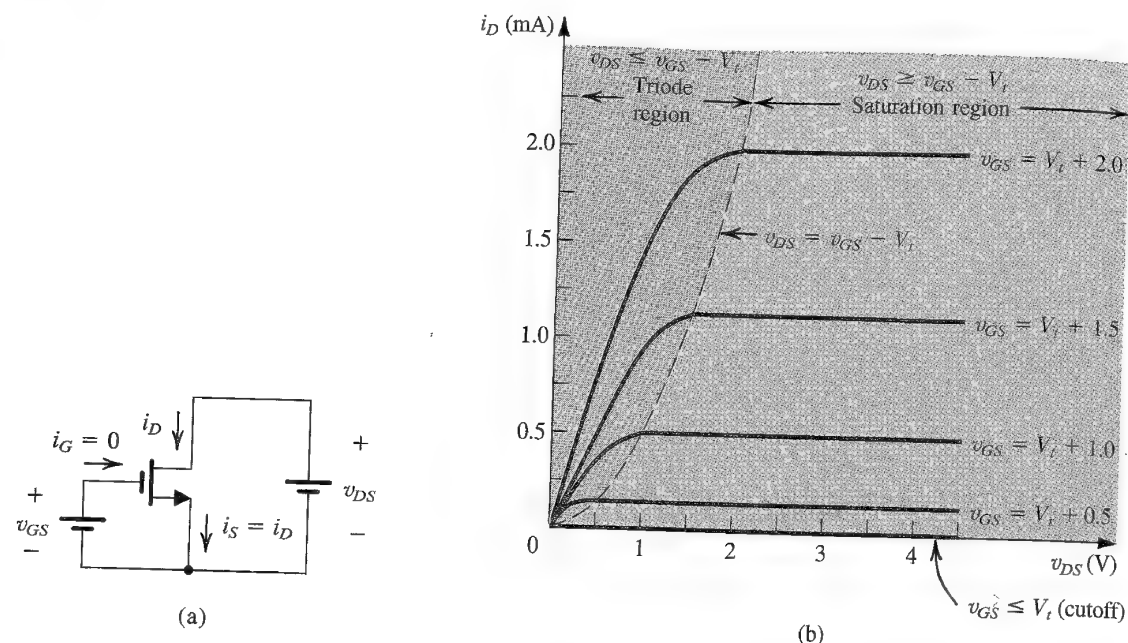 i_D (mA)
v_DS ≤ v_GS − V_t
Triode
region
v_DS ≥ v_GS − V_t
Saturation region
2.0
v_GS = V_t + 2.0
1.5
v_DS = v_GS − V_t
1.0
v_GS = V_t + 1.5
0.5
v_GS = V_t + 1.0
v_GS = V_t + 0.5
0
1
2
3
4
v_DS (V)
v_GS ≤ V_t (cutoff)
(b)
i_G = 0
i_D
+
v_GS
−
+
v_DS
−
i_S = i_D
(a)